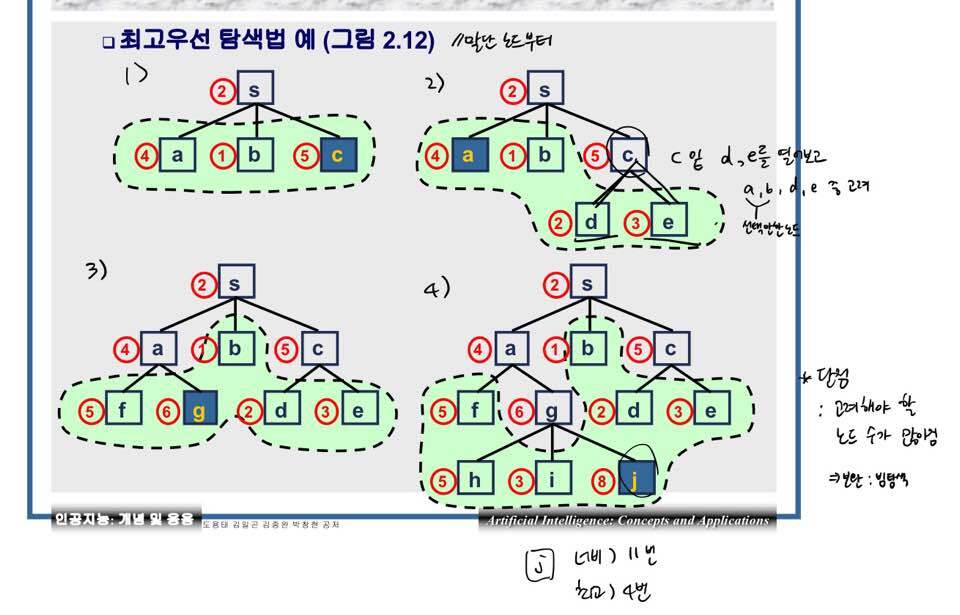 □ 최고우선 탐색법 예 (그림 2.12) //말단 노드부터
1)
2 s
4 a 1 b 5 c
2)
2 s
4 a 1 b 5 c
2 d 3 e
c 암 d,e를 열어보고
a, b, d, e 중 고려
선택안한노드
3)
2 s
4 a 1 b 5 c
5 f 6 g 2 d 3 e
4)
2 s
4 a 1 b 5 c
5 f 6 g 2 d 3 e
5 h 3 i 8 j
* 단점
: 고려해야 할
노드 수가 많아짐
⇒보완 : 빔탐색
인공지능: 개념 및 응용 도용태 김일곤 김종완 박창현 공저
Artificial Intelligence: Concepts and Applications
j 너비) 11번
최고) 4번